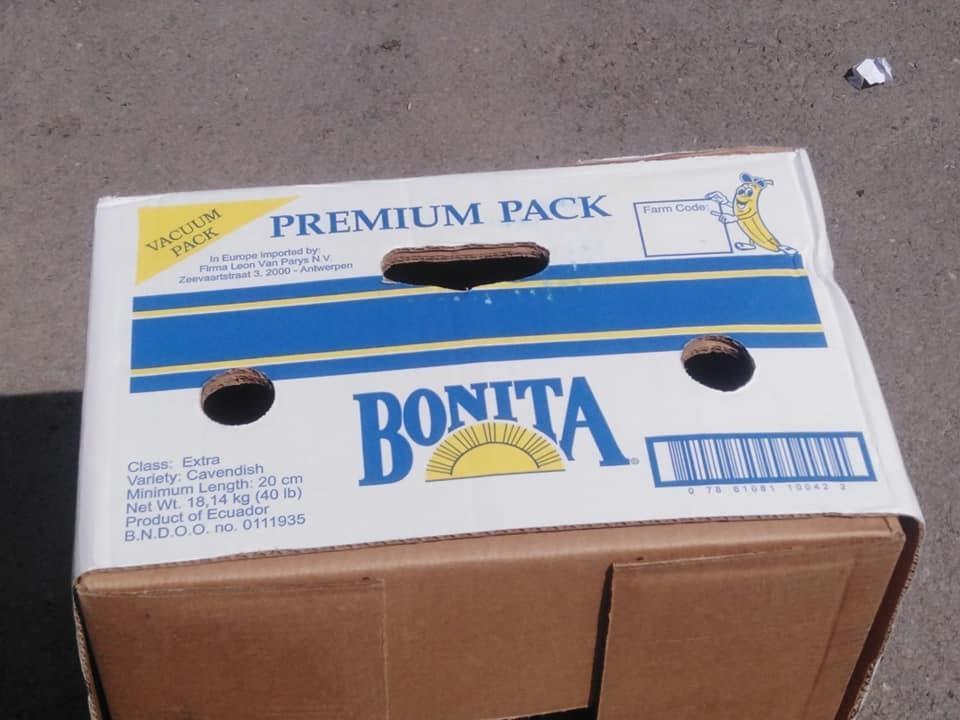 VACUUM
PACK
PREMIUM PACK
In Europe imported by:
Firma Leon Van Parys N.V.
Zeevaartstraat 3, 2000 - Antwerpen
Farm Code:
BONITA
®
Class: Extra
Variety: Cavendish
Minimum Length: 20 cm
Net Wt. 18,14 kg (40 lb)
Product of Ecuador
B.N.D.O.O. no. 0111935
0 78 61081 10042 2